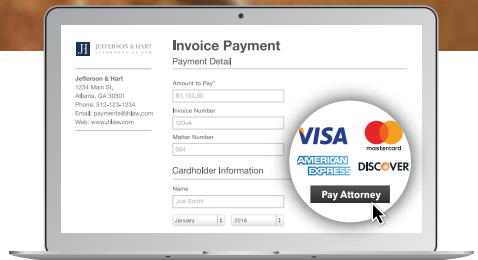 JH
JEFFERSON & HART
ATTORNEYS AT LAW
Jefferson & Hart
1234 Main St,
Atlanta, GA 30301
Phone: 512-123-1234
Email: payments@jhlaw.com
Web: www.jhlaw.com
Invoice Payment
Payment Detail
Amount to Pay*
$1,152.00
Invoice Number
123-A
Matter Number
504
Cardholder Information
Name
Joe Smith
January
2018
VISA
mastercard
AMERICAN
EXPRESS
DISCOVER
Pay Attorney